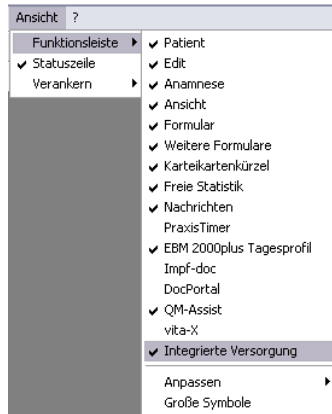 Ansicht ?
Funktionsleiste
Statuszeile
Verankern
Patient
Edit
Anamnese
Ansicht
Formular
Weitere Formulare
Karteikartenkürzel
Freie Statistik
Nachrichten
PraxisTimer
EBM 2000plus Tagesprofil
Impf-doc
DocPortal
QM-Assist
vita-X
Integrierte Versorgung
Anpassen
Große Symbole